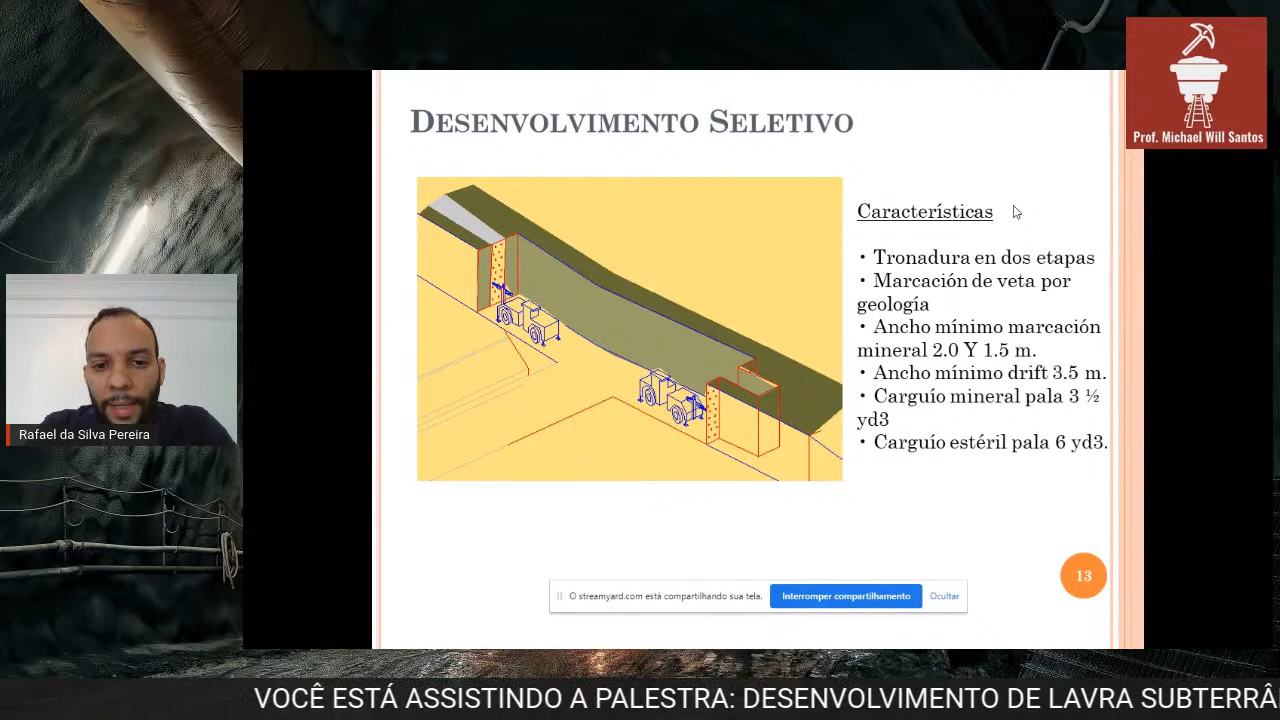 DESENVOLVIMENTO SELETIVO
Prof. Michael Will Santos
Características
• Tronadura en dos etapas
• Marcación de veta por
geología
• Ancho mínimo marcación
mineral 2.0 Y 1.5 m.
• Ancho mínimo drift 3.5 m.
• Carguío mineral pala 3 ½
yd3
• Carguío estéril pala 6 yd3.
Rafael da Silva Pereira
13
O streamyard.com está compartilhando sua tela.
Interromper compartilhamento
Ocultar
VOCÊ ESTÁ ASSISTINDO A PALESTRA: DESENVOLVIMENTO DE LAVRA SUBTERRÂ